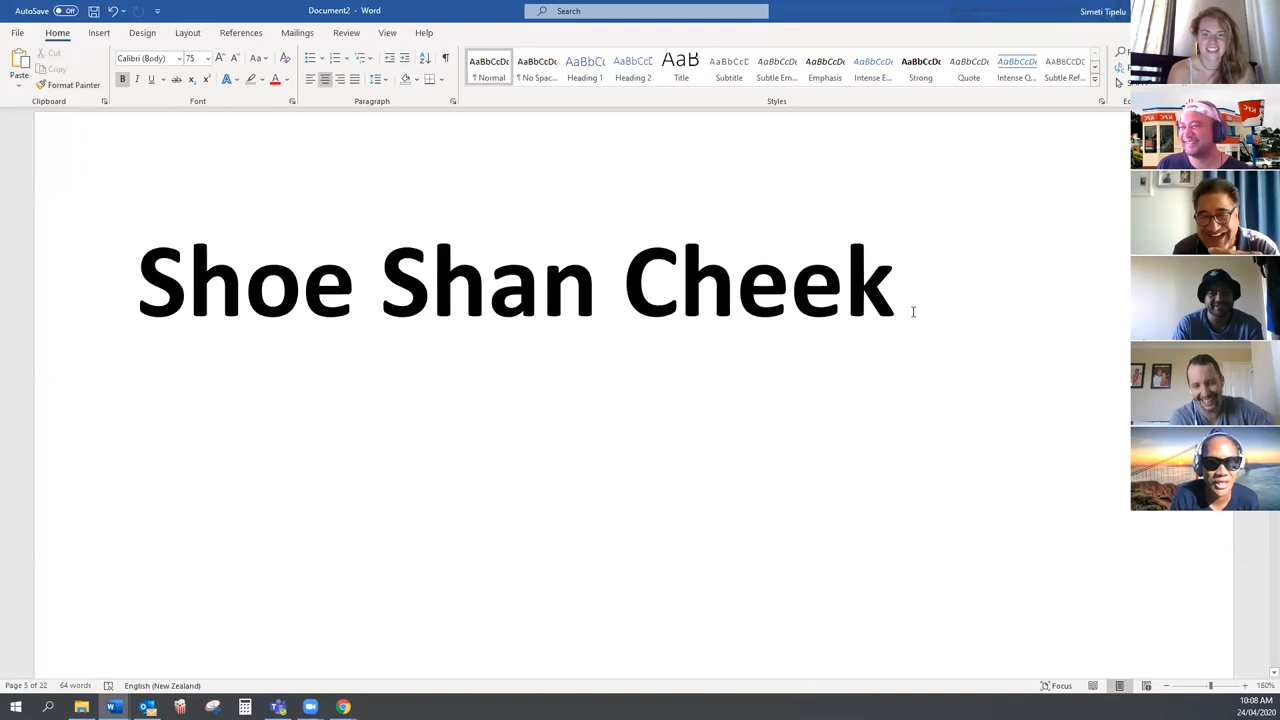 AutoSave Off Document2 - Word Search Simeti Tipelu
File Home Insert Design Layout References Mailings Review View Help
Paste Cut Copy Format Painter
Calibri (Body) 75
AaBbCcDc AaBbCcDc AaBbCc AaBbCcD AaB AaBbCcD AaBbCcDc AaBbCcDc AaBbCcDc AaBbCcDc AaBbCcDc AaBbCcDc AaBbCcDd
¶ Normal ¶ No Spac... Heading 1 Heading 2 Title Subtitle Subtle Em... Emphasis Intense E... Strong Quote Intense Q... Subtle Ref...
Clipboard Font Paragraph Styles
KFC
Shoe Shan Cheek
Page 5 of 22 64 words English (New Zealand) Focus 160%
10:08 AM
24/04/2020